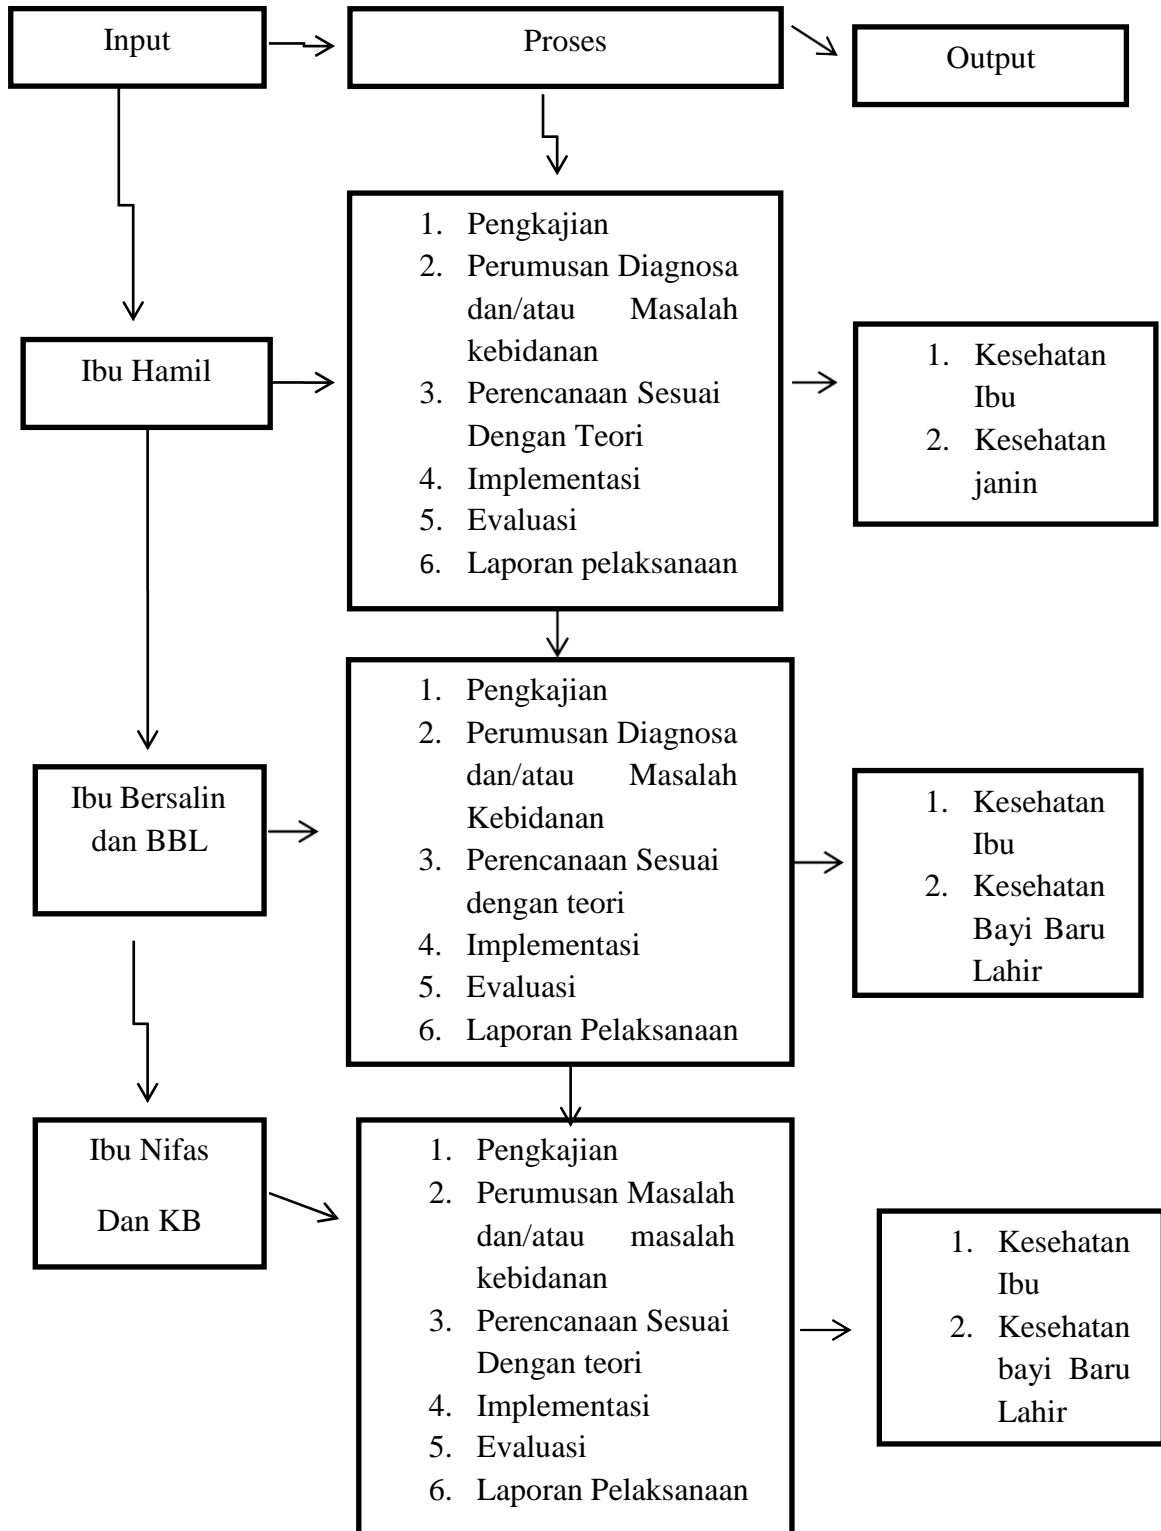 Input
Proses
Output
Ibu Hamil
1. Pengkajian
2. Perumusan Diagnosa
dan/atau Masalah
kebidanan
3. Perencanaan Sesuai
Dengan Teori
4. Implementasi
5. Evaluasi
6. Laporan pelaksanaan
1. Kesehatan
Ibu
2. Kesehatan
janin
Ibu Bersalin
dan BBL
1. Pengkajian
2. Perumusan Diagnosa
dan/atau Masalah
Kebidanan
3. Perencanaan Sesuai
dengan teori
4. Implementasi
5. Evaluasi
6. Laporan Pelaksanaan
1. Kesehatan
Ibu
2. Kesehatan
Bayi Baru
Lahir
Ibu Nifas
Dan KB
1. Pengkajian
2. Perumusan Masalah
dan/atau masalah
kebidanan
3. Perencanaan Sesuai
Dengan teori
4. Implementasi
5. Evaluasi
6. Laporan Pelaksanaan
1. Kesehatan
Ibu
2. Kesehatan
bayi Baru
Lahir